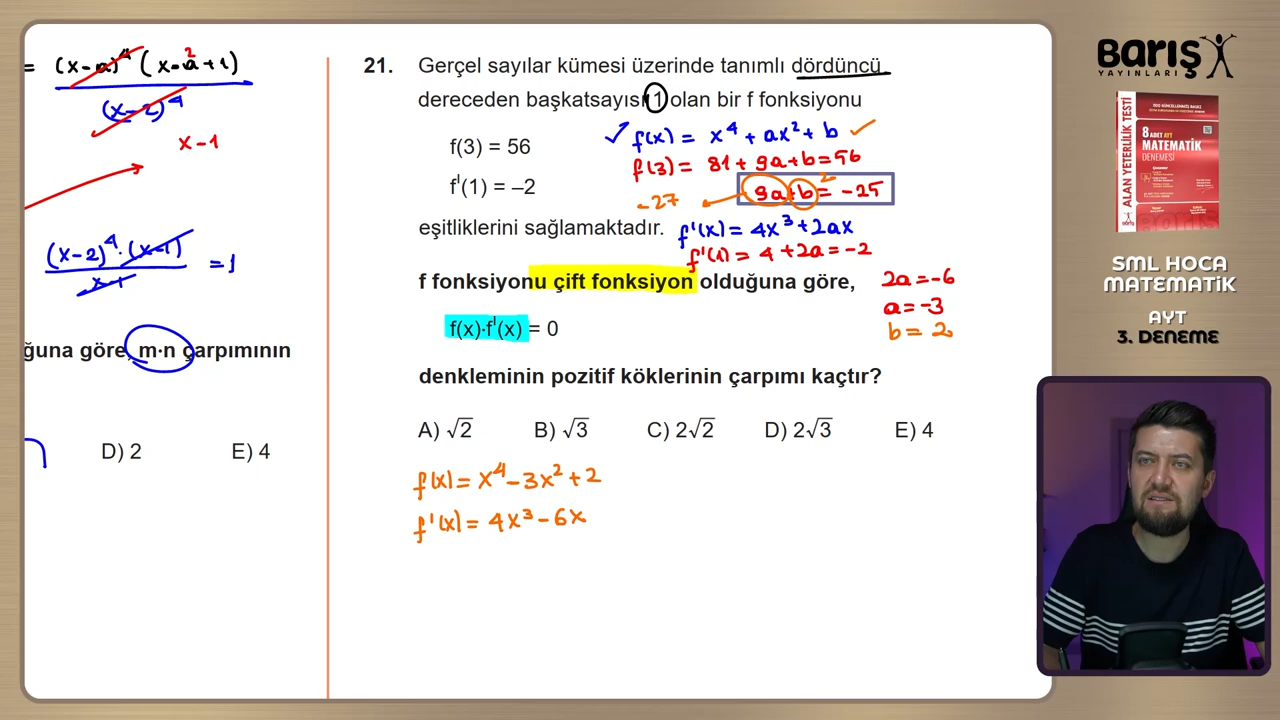 = (x-a)⁴ (x-a²+1)
(x-2)⁴
x-1
(x-2)⁴·(x-1)
x-1
= 1
ğuna göre, m·n çarpımının
D) 2 E) 4
21. Gerçel sayılar kümesi üzerinde tanımlı dördüncü
dereceden başkatsayısı 1 olan bir f fonksiyonu
f(3) = 56
f'(1) = –2
eşitliklerini sağlamaktadır.
f(x) = x⁴ + ax² + b
f(3) = 81 + 9a + b = 56
-27
9a + b = -25
2
f'(x) = 4x³ + 2ax
f'(1) = 4 + 2a = -2
2a = -6
a = -3
b = 2
f fonksiyonu çift fonksiyon olduğuna göre,
f(x)·f'(x) = 0
denkleminin pozitif köklerinin çarpımı kaçtır?
A) √2 B) √3 C) 2√2 D) 2√3 E) 4
f(x) = x⁴ - 3x² + 2
f'(x) = 4x³ - 6x
BARIŞ
YAYINLARI
ALAN YETERLİLİK TESTİ
8 ADET AYT
MATEMATİK
DENEMESİ
SML HOCA
MATEMATİK
AYT
3. DENEME